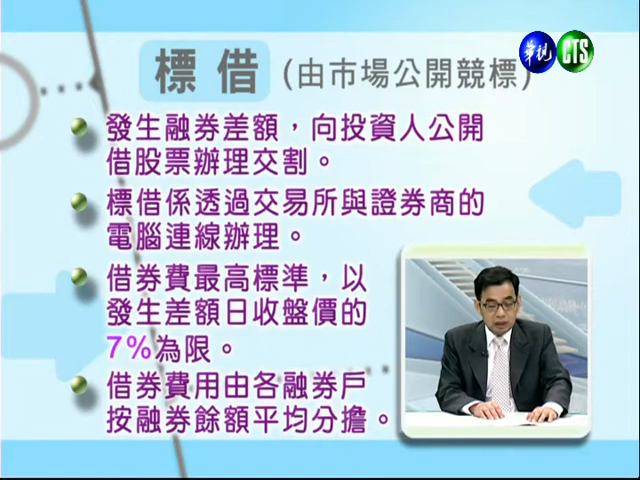 華視 CTS
標借 (由市場公開競標)
發生融券差額，向投資人公開
借股票辦理交割。
標借係透過交易所與證券商的
電腦連線辦理。
借券費最高標準，以
發生差額日收盤價的
7%為限。
借券費用由各融券戶
按融券餘額平均分擔。